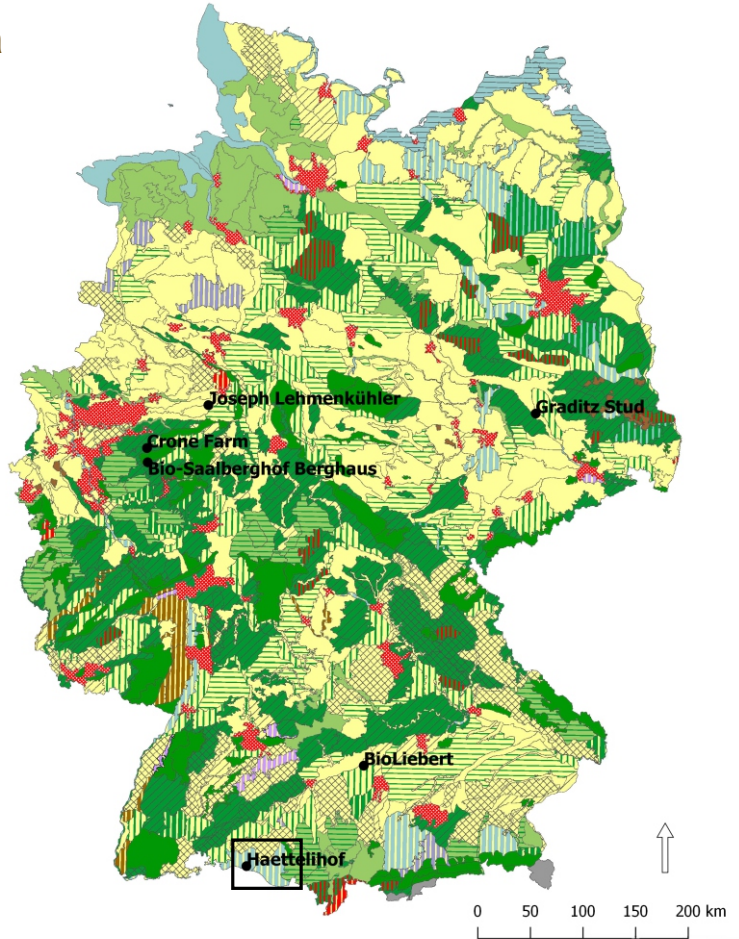 Joseph Lehmenkühler
Graditz Stud
Crone Farm
Bio-Saalberghof Berghaus
BioLiebert
Haettelihof
0 50 100 150 200 km